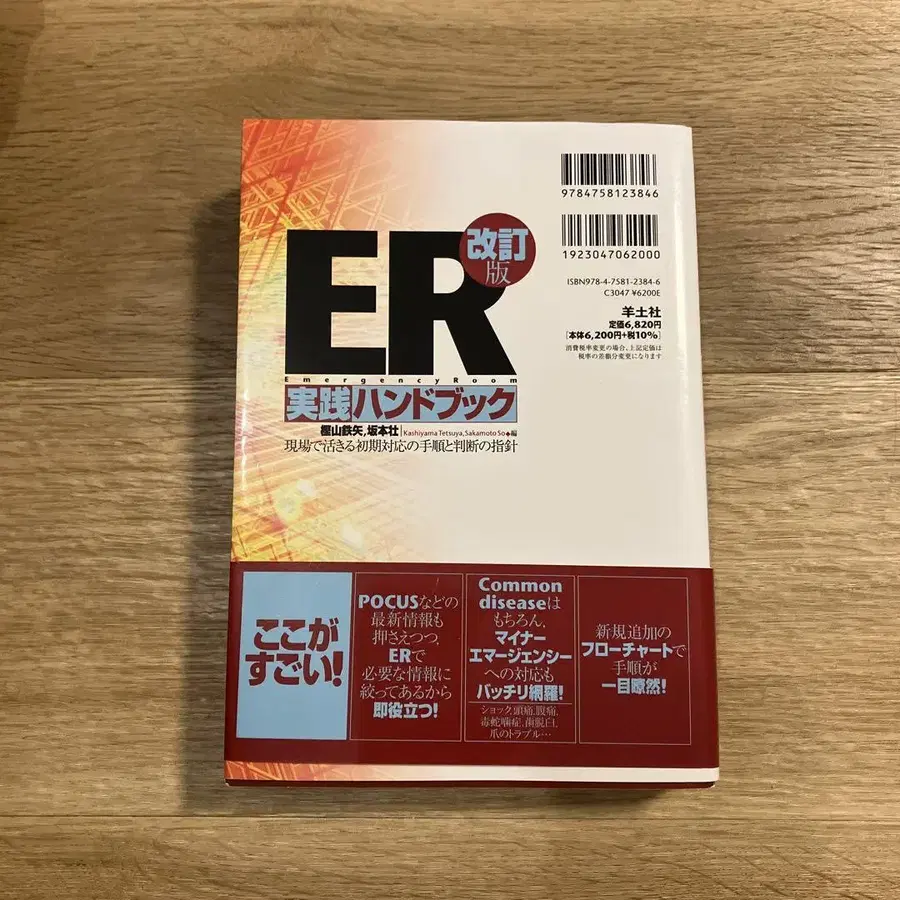 9784758123846
1923047062000
ISBN978-4-7581-2384-6
C3047 ¥6200E
羊土社
定価6,820円
[本体6,200円+税10%]
消費税率変更の場合、上記定価は
税率の差額分変更になります
ER
改訂
版
Emergency Room
実践ハンドブック
樫山鉄矢,坂本壮 Kashiyama Tetsuya, Sakamoto So◆編
現場で活きる初期対応の手順と判断の指針
ここが
すごい!
POCUSなどの
最新情報も
押さえつつ,
ERで
必要な情報に
絞ってあるから
即役立つ!
Common
diseaseは
もちろん,
マイナー
エマージェンシー
への対応も
バッチリ網羅!
ショック,頭痛,腹痛,
毒蛇咬症,歯脱臼,
爪のトラブル…
新規追加の
フローチャートで
手順が
一目瞭然!